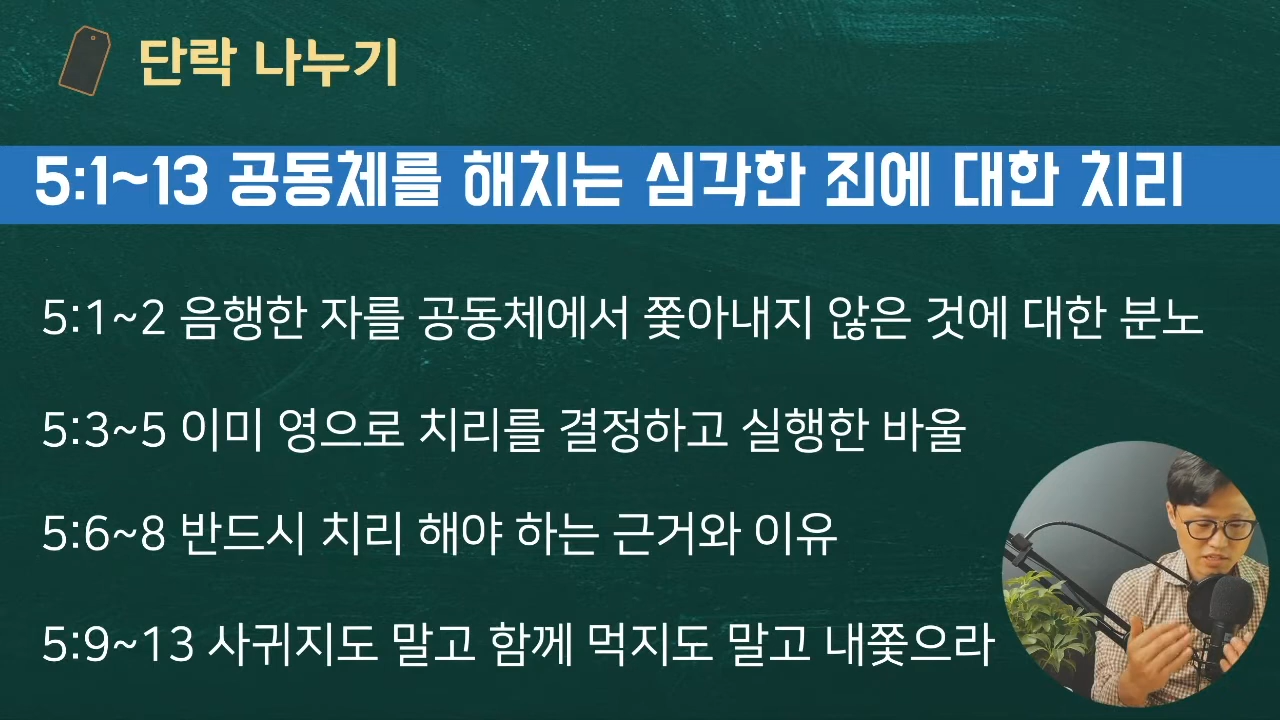 단락 나누기
5:1~13 공동체를 해치는 심각한 죄에 대한 치리
5:1~2 음행한 자를 공동체에서 쫓아내지 않은 것에 대한 분노
5:3~5 이미 영으로 치리를 결정하고 실행한 바울
5:6~8 반드시 치리 해야 하는 근거와 이유
5:9~13 사귀지도 말고 함께 먹지도 말고 내쫓으라